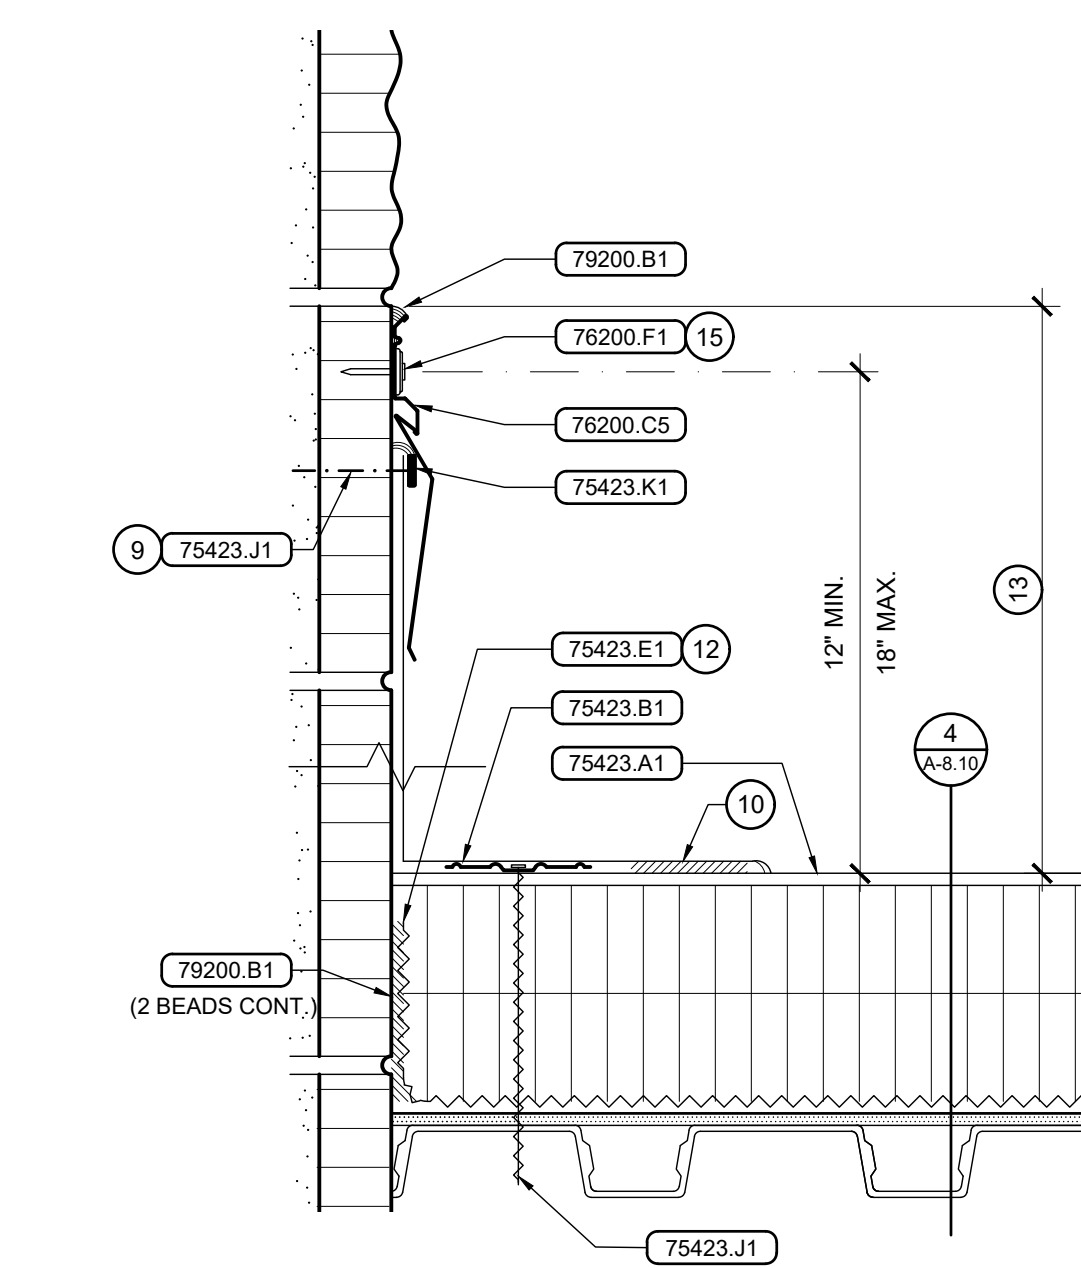 79200.B1
76200.F1 15
76200.C5
75423.K1
9 75423.J1
12" MIN.
18" MAX.
13
75423.E1 12
75423.B1
4
75423.A1
A-8.10
10
79200.B1
(2 BEADS CONT.)
75423.J1